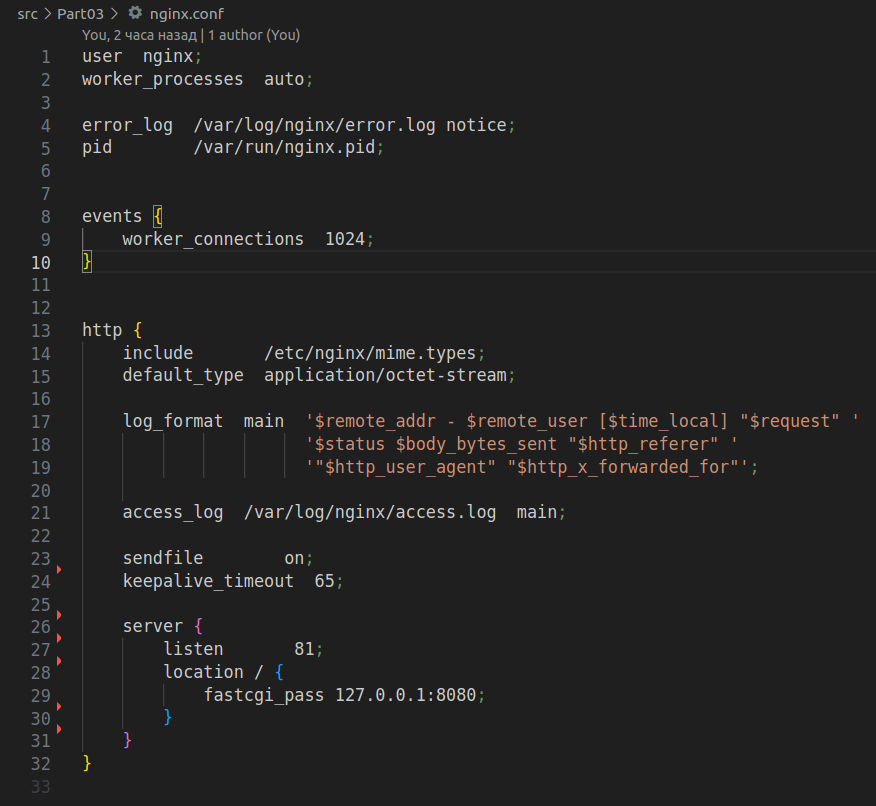 src > Part03 > nginx.conf
You, 2 часа назад | 1 author (You)
1 user  nginx;
2 worker_processes  auto;
3
4 error_log  /var/log/nginx/error.log notice;
5 pid        /var/run/nginx.pid;
6
7
8 events {
9     worker_connections  1024;
10 }
11
12
13 http {
14     include       /etc/nginx/mime.types;
15     default_type  application/octet-stream;
16
17     log_format  main  '$remote_addr - $remote_user [$time_local] "$request" '
18                       '$status $body_bytes_sent "$http_referer" '
19                       '"$http_user_agent" "$http_x_forwarded_for"';
20
21     access_log  /var/log/nginx/access.log  main;
22
23     sendfile        on;
24     keepalive_timeout  65;
25
26     server {
27         listen       81;
28         location / {
29             fastcgi_pass 127.0.0.1:8080;
30         }
31     }
32 }
33